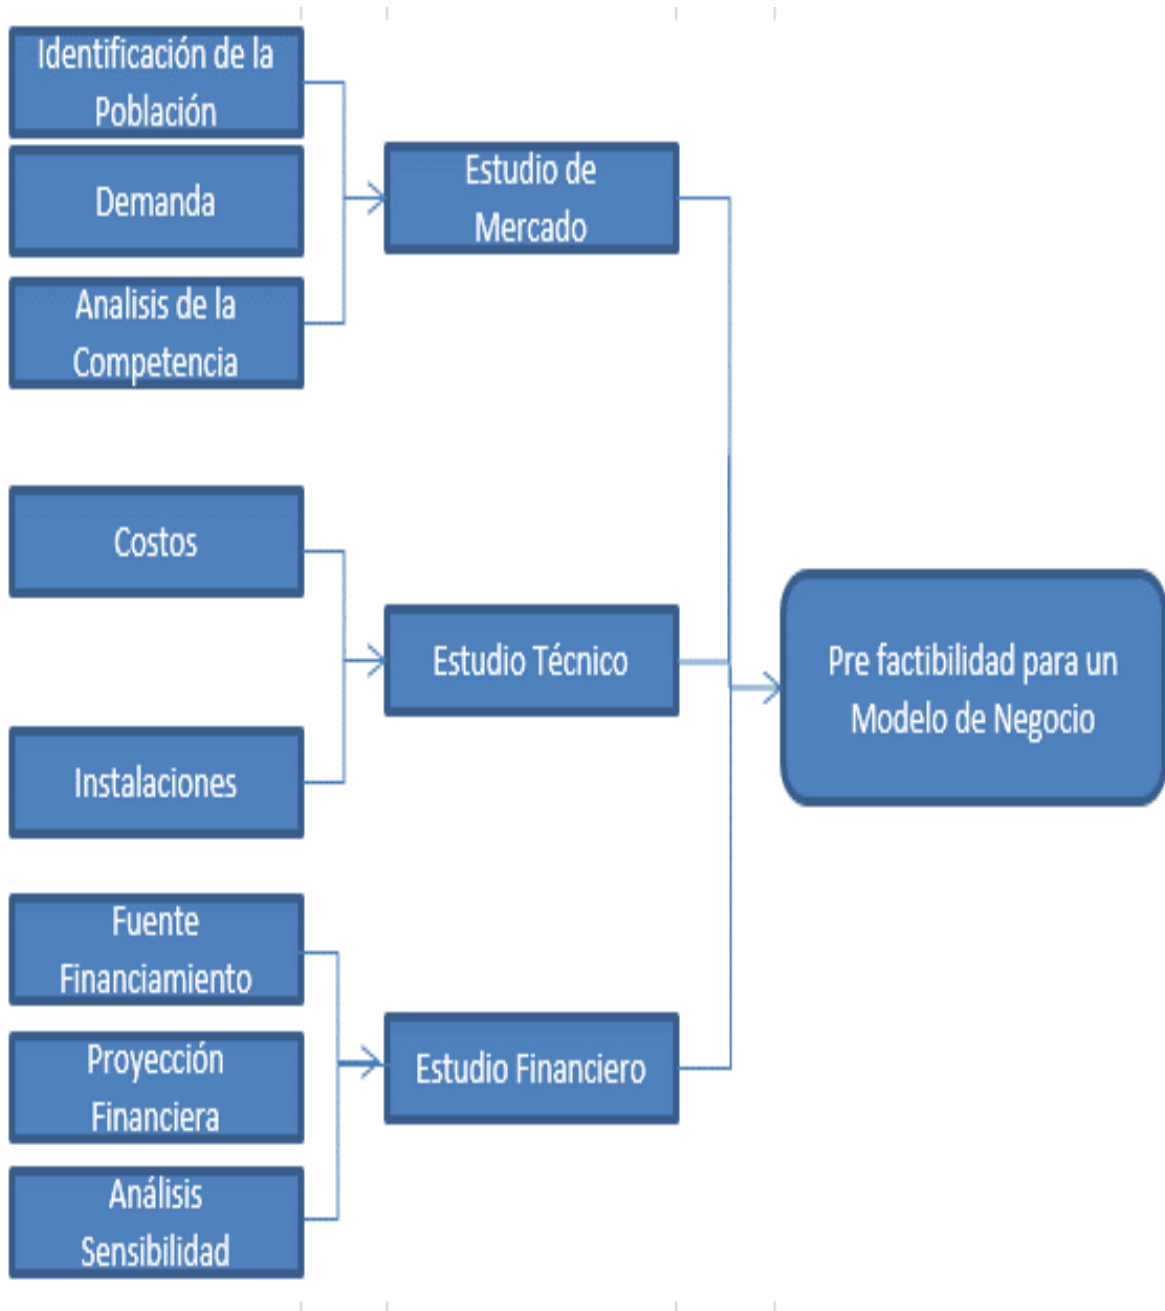 Identificación de la
Población
Demanda
Analisis de la
Competencia
Estudio de
Mercado
Costos
Instalaciones
Estudio Técnico
Fuente
Financiamiento
Proyección
Financiera
Análisis
Sensibilidad
Estudio Financiero
Pre factibilidad para un
Modelo de Negocio